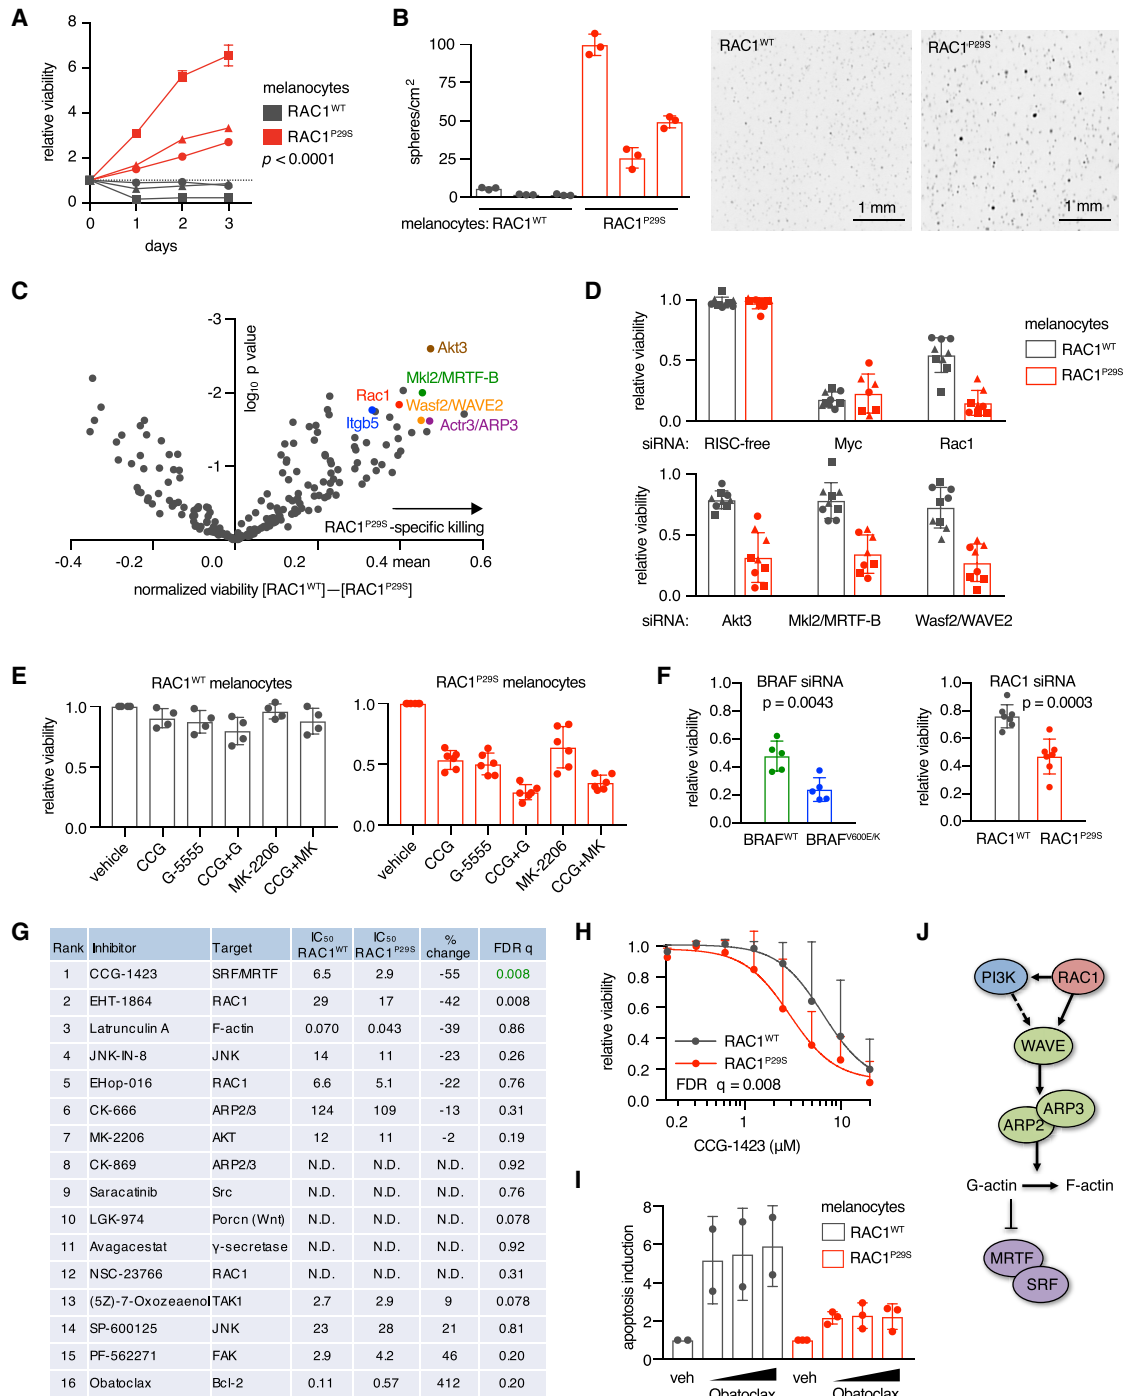 A
8
6
4
2
1
0
relative viability
0 1 2 3
days
melanocytes
RAC1WT
RAC1P29S
p < 0.0001
B
100
75
50
25
0
spheres/cm2
melanocytes: RAC1WT RAC1P29S
RAC1WT
1 mm
RAC1P29S
1 mm
C
-3
-2
-1
log10 p value
Akt3
Mkl2/MRTF-B
Rac1
Wasf2/WAVE2
Itgb5
Actr3/ARP3
RAC1P29S-specific killing
-0.4 -0.2 0.0 0.2 0.4 0.6
mean
normalized viability [RAC1WT]—[RAC1P29S]
D
1.0
0.5
0.0
relative viability
siRNA: RISC-free Myc Rac1
melanocytes
RAC1WT
RAC1P29S
1.0
0.5
0.0
relative viability
siRNA: Akt3 Mkl2/MRTF-B Wasf2/WAVE2
E
RAC1WT melanocytes
1.0
0.5
0.0
relative viability
vehicle CCG G-5555 CCG+G MK-2206 CCG+MK
RAC1P29S melanocytes
1.0
0.5
0.0
vehicle CCG G-5555 CCG+G MK-2206 CCG+MK
F
BRAF siRNA
p = 0.0043
1.0
0.8
0.6
0.4
0.2
0.0
relative viability
BRAFWT BRAFV600E/K
RAC1 siRNA
p = 0.0003
1.0
0.8
0.6
0.4
0.2
0.0
relative viability
RAC1WT RAC1P29S
G
Rank Inhibitor Target IC50 RAC1WT IC50 RAC1P29S % change FDR q
1 CCG-1423 SRF/MRTF 6.5 2.9 -55 0.008
2 EHT-1864 RAC1 29 17 -42 0.008
3 Latrunculin A F-actin 0.070 0.043 -39 0.86
4 JNK-IN-8 JNK 14 11 -23 0.26
5 EHop-016 RAC1 6.6 5.1 -22 0.76
6 CK-666 ARP2/3 124 109 -13 0.31
7 MK-2206 AKT 12 11 -2 0.19
8 CK-869 ARP2/3 N.D. N.D. N.D. 0.92
9 Saracatinib Src N.D. N.D. N.D. 0.76
10 LGK-974 Porcn (Wnt) N.D. N.D. N.D. 0.078
11 Avagacestat γ-secretase N.D. N.D. N.D. 0.92
12 NSC-23766 RAC1 N.D. N.D. N.D. 0.31
13 (5Z)-7-Oxozeaenol TAK1 2.7 2.9 9 0.078
14 SP-600125 JNK 23 28 21 0.81
15 PF-562271 FAK 2.9 4.2 46 0.20
16 Obatoclax Bcl-2 0.11 0.57 412 0.20
H
1.0
0.8
0.6
0.4
0.2
0.0
relative viability
RAC1WT
RAC1P29S
FDR q = 0.008
0.2 1 10
CCG-1423 (μM)
I
8
6
4
2
0
apoptosis induction
melanocytes
RAC1WT
RAC1P29S
veh Obatoclax veh Obatoclax
J
PI3K
RAC1
WAVE
ARP3
ARP2
G-actin F-actin
MRTF
SRF